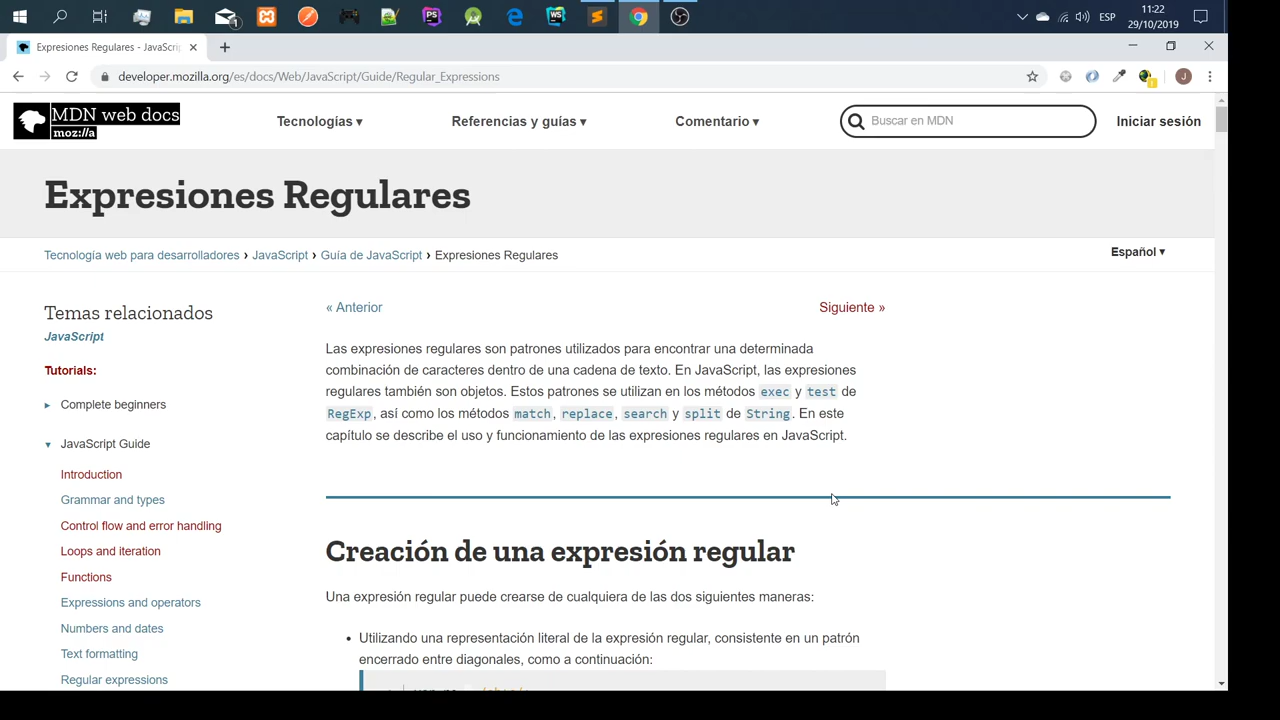 11:22
ESP
29/10/2019
1
PS
WS
Expresiones Regulares - JavaScri
developer.mozilla.org/es/docs/Web/JavaScript/Guide/Regular_Expressions
J
MDN web docs
moz://a
Tecnologías ▾
Referencias y guías ▾
Comentario ▾
Buscar en MDN
Iniciar sesión
Expresiones Regulares
Tecnología web para desarrolladores › JavaScript › Guía de JavaScript › Expresiones Regulares
Español ▾
Temas relacionados
JavaScript
Tutorials:
Complete beginners
JavaScript Guide
Introduction
Grammar and types
Control flow and error handling
Loops and iteration
Functions
Expressions and operators
Numbers and dates
Text formatting
Regular expressions
« Anterior
Siguiente »
Las expresiones regulares son patrones utilizados para encontrar una determinada
combinación de caracteres dentro de una cadena de texto. En JavaScript, las expresiones
regulares también son objetos. Estos patrones se utilizan en los métodos exec y test de
RegExp, así como los métodos match, replace, search y split de String. En este
capítulo se describe el uso y funcionamiento de las expresiones regulares en JavaScript.
Creación de una expresión regular
Una expresión regular puede crearse de cualquiera de las dos siguientes maneras:
• Utilizando una representación literal de la expresión regular, consistente en un patrón
encerrado entre diagonales, como a continuación: